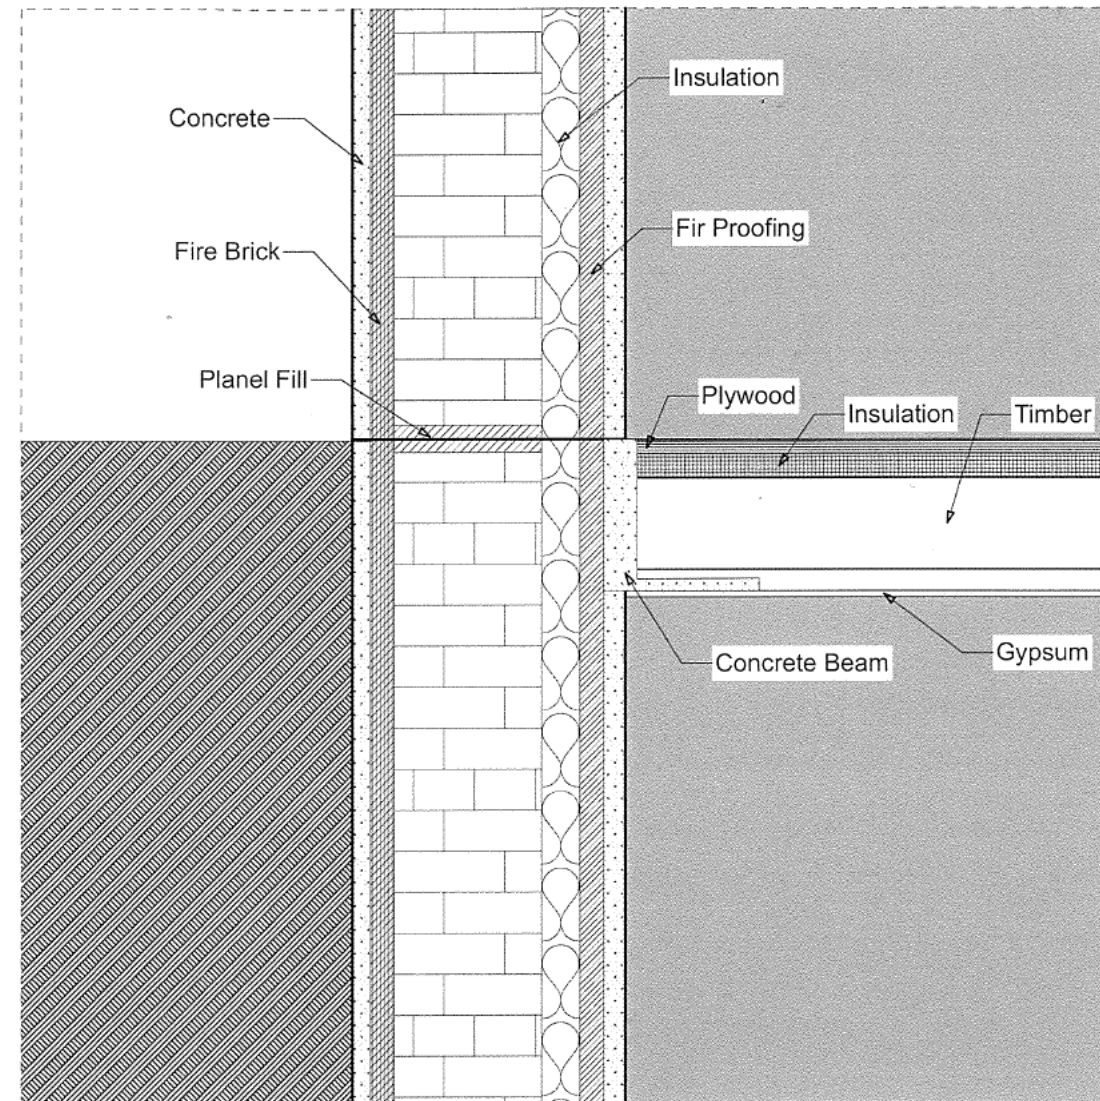 Insulation
Concrete
Fir Proofing
Fire Brick
Planel Fill
Plywood
Insulation
Timber
Concrete Beam
Gypsum